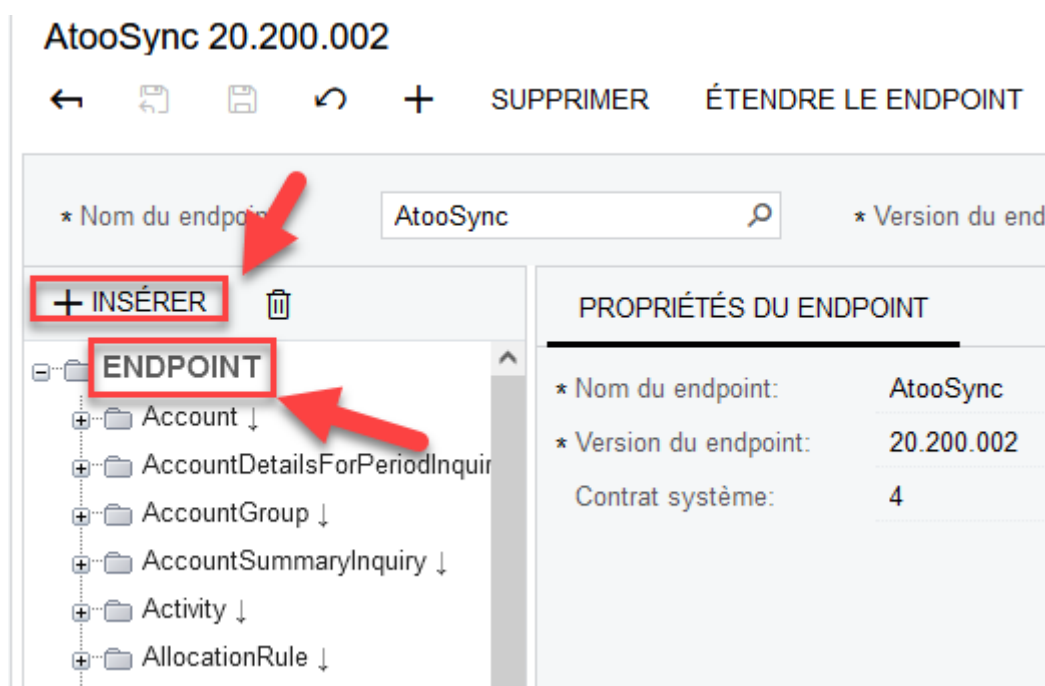 AtooSync 20.200.002
SUPPRIMER ÉTENDRE LE ENDPOINT
* Nom du endpoin AtooSync * Version du end
+ INSÉRER
PROPRIÉTÉS DU ENDPOINT
ENDPOINT
Account ↓
AccountDetailsForPeriodInquir
AccountGroup ↓
AccountSummaryInquiry ↓
Activity ↓
AllocationRule ↓
* Nom du endpoint: AtooSync
* Version du endpoint: 20.200.002
Contrat système: 4